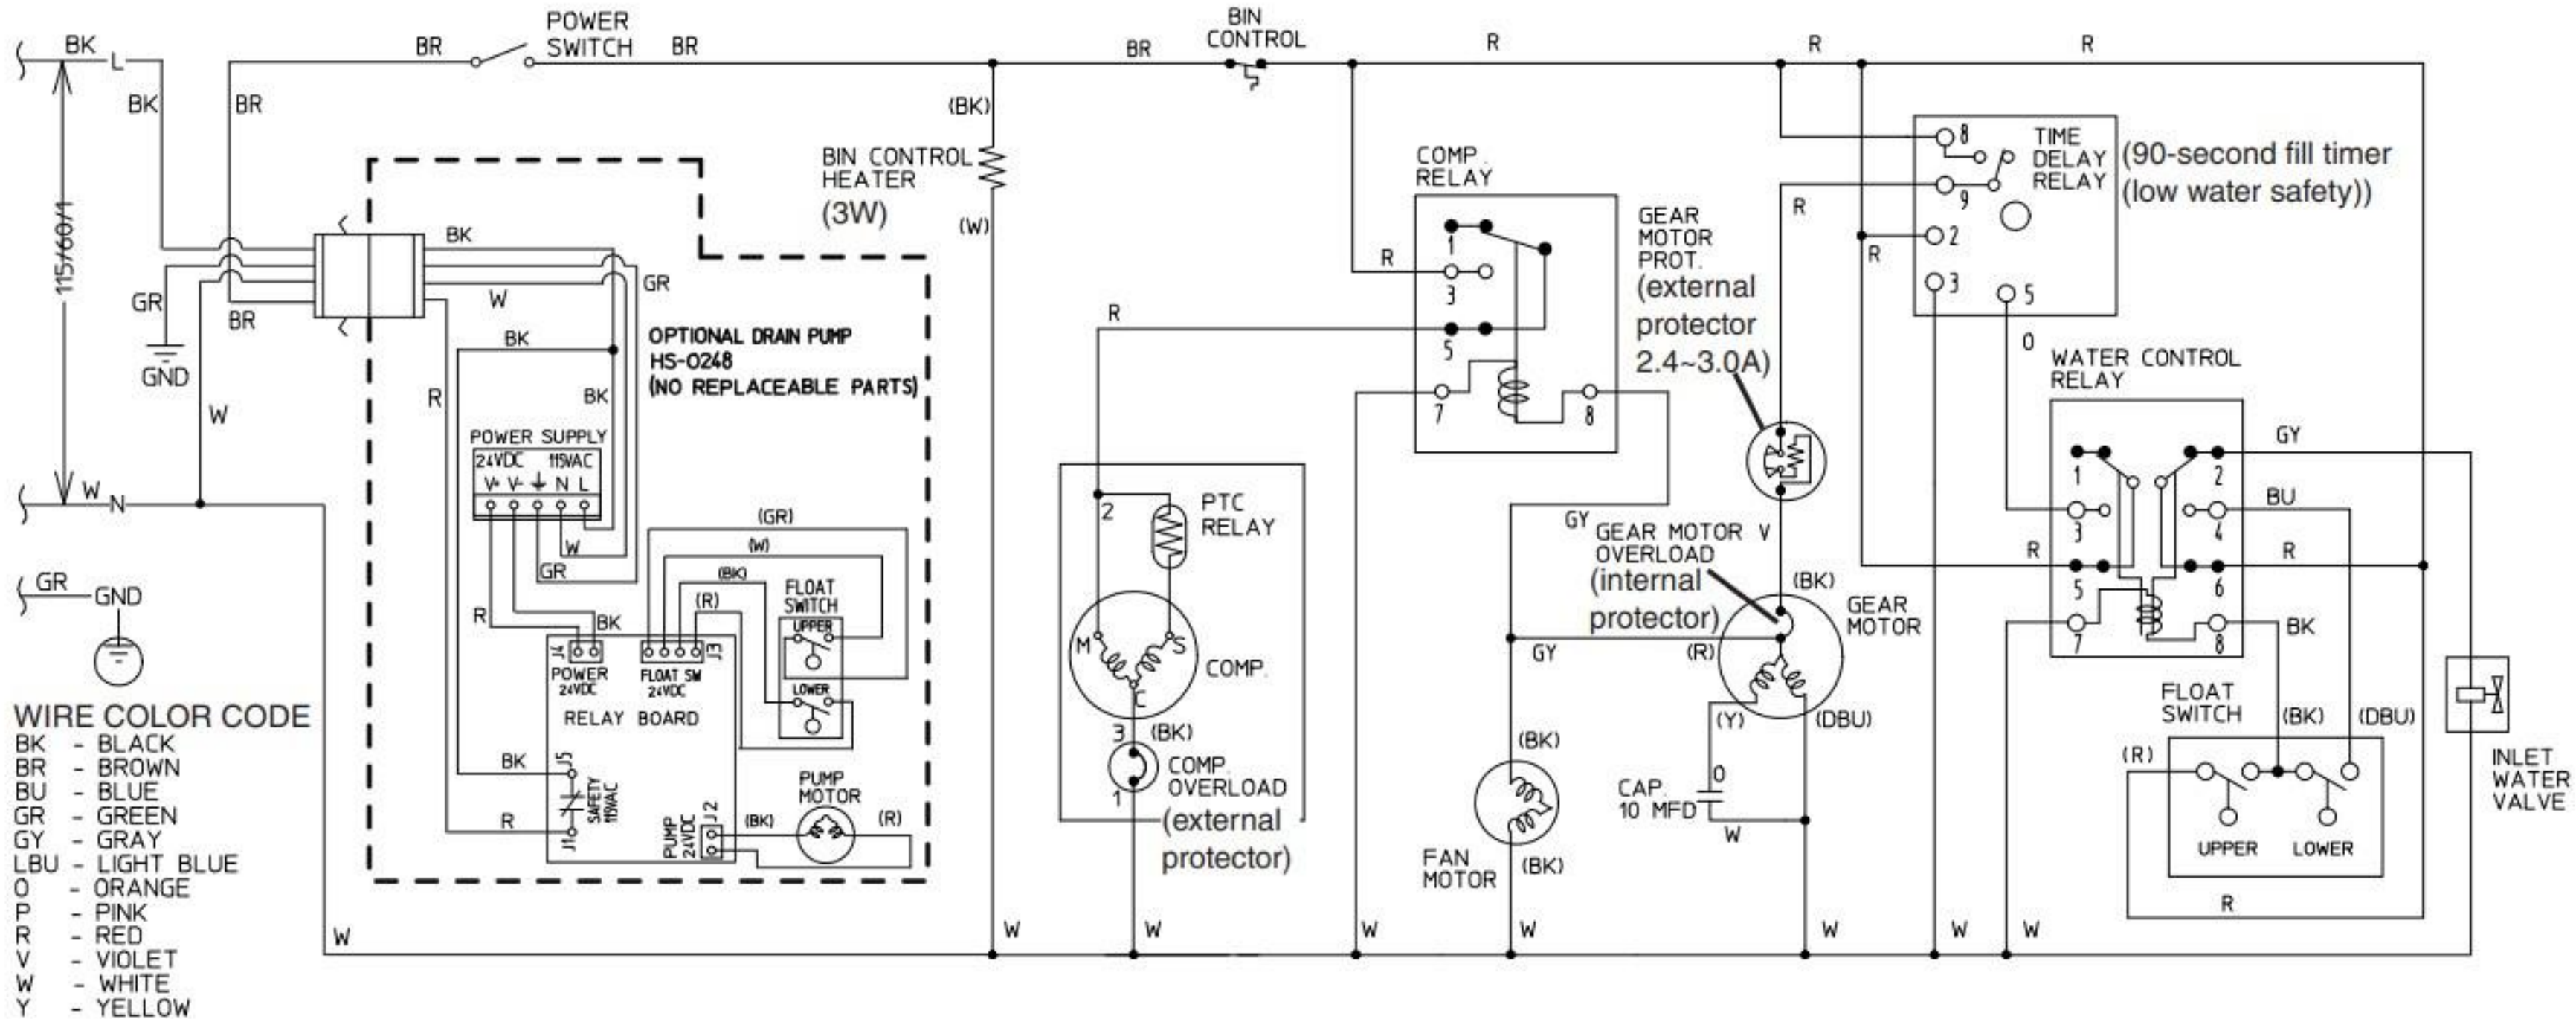 BK
L
BK
BR
BR
POWER
SWITCH
BR
BR
BIN
CONTROL
R
R
R
115/60/1
(BK)
BIN CONTROL
HEATER
(3W)
(W)
COMP.
RELAY
1
3
5
7
8
R
R
GEAR
MOTOR
PROT.
(external
protector
2.4~3.0A)
R
8
9
2
3
5
TIME
DELAY
RELAY
(90-second fill timer
(low water safety))
R
O
GR
GND
BR
W
BK
W
GR
BK
R
BK
OPTIONAL DRAIN PUMP
HS-0248
(NO REPLACEABLE PARTS)
POWER SUPPLY
24VDC 115VAC
V+ V- N L
W
GR
R
BK
(GR)
(W)
(BK)
(R)
FLOAT
SWITCH
UPPER
LOWER
J4
POWER
24VDC
FLOAT SW
24VDC
J3
RELAY BOARD
BK
J5
SAFETY
115VAC
R
J1
PUMP
24VDC
J2
(BK)
PUMP
MOTOR
(R)
W N
GR
GND
W
2
PTC
RELAY
M
S
C
COMP.
3
(BK)
COMP.
OVERLOAD
1
(external
protector)
GY
GEAR MOTOR
OVERLOAD
(internal
protector)
V
(BK)
GEAR
MOTOR
GY
(R)
(Y)
(DBU)
(BK)
FAN
MOTOR
(BK)
CAP.
10 MFD
O
W
WATER CONTROL
RELAY
1
2
3
4
5
6
7
8
GY
BU
R
R
BK
FLOAT
SWITCH
(BK)
(DBU)
(R)
UPPER
LOWER
R
INLET
WATER
VALVE
W
W
W
W
W
W
W
WIRE COLOR CODE
BK - BLACK
BR - BROWN
BU - BLUE
GR - GREEN
GY - GRAY
LBU - LIGHT BLUE
O - ORANGE
P - PINK
R - RED
V - VIOLET
W - WHITE
Y - YELLOW